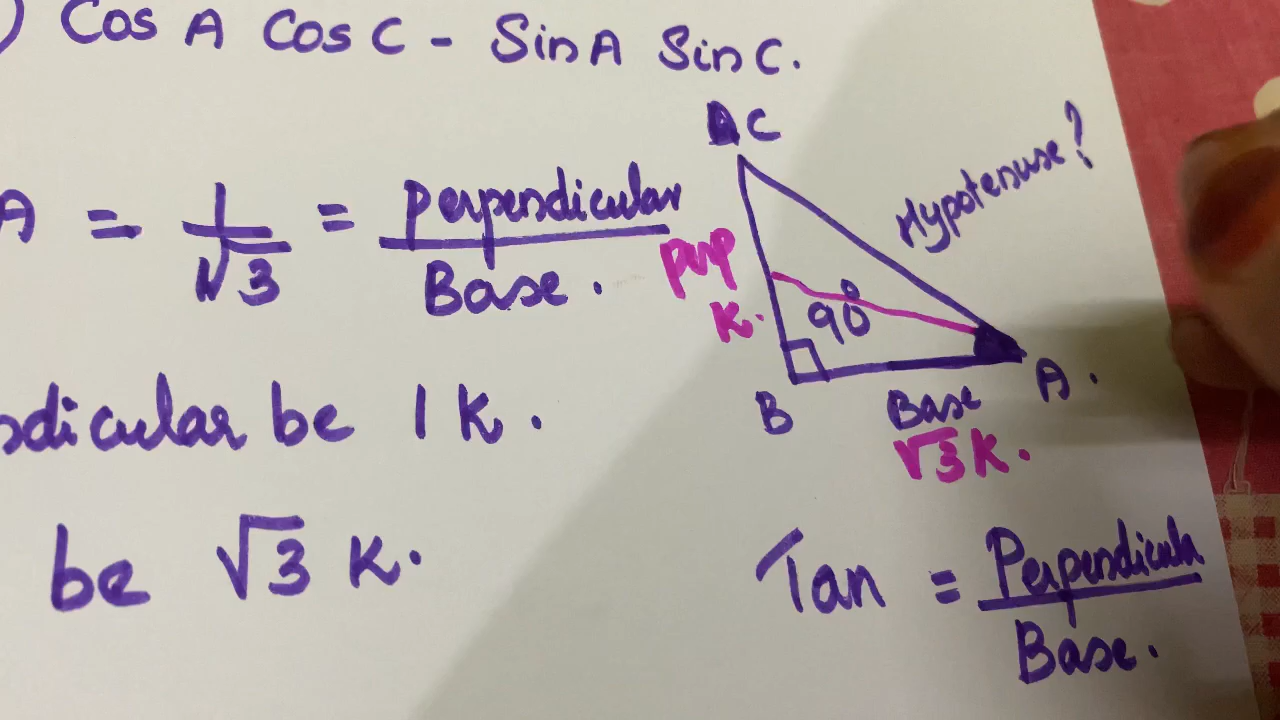 ) Cos A Cos C - Sin A Sin C.
C
Hypotenuse?
A = 1/√3 = Perpendicular / Base.
perp
K.
90°
B
A.
Base
√3 K.
dicular be 1 K.
be √3 K.
Tan = Perpendicula / Base.